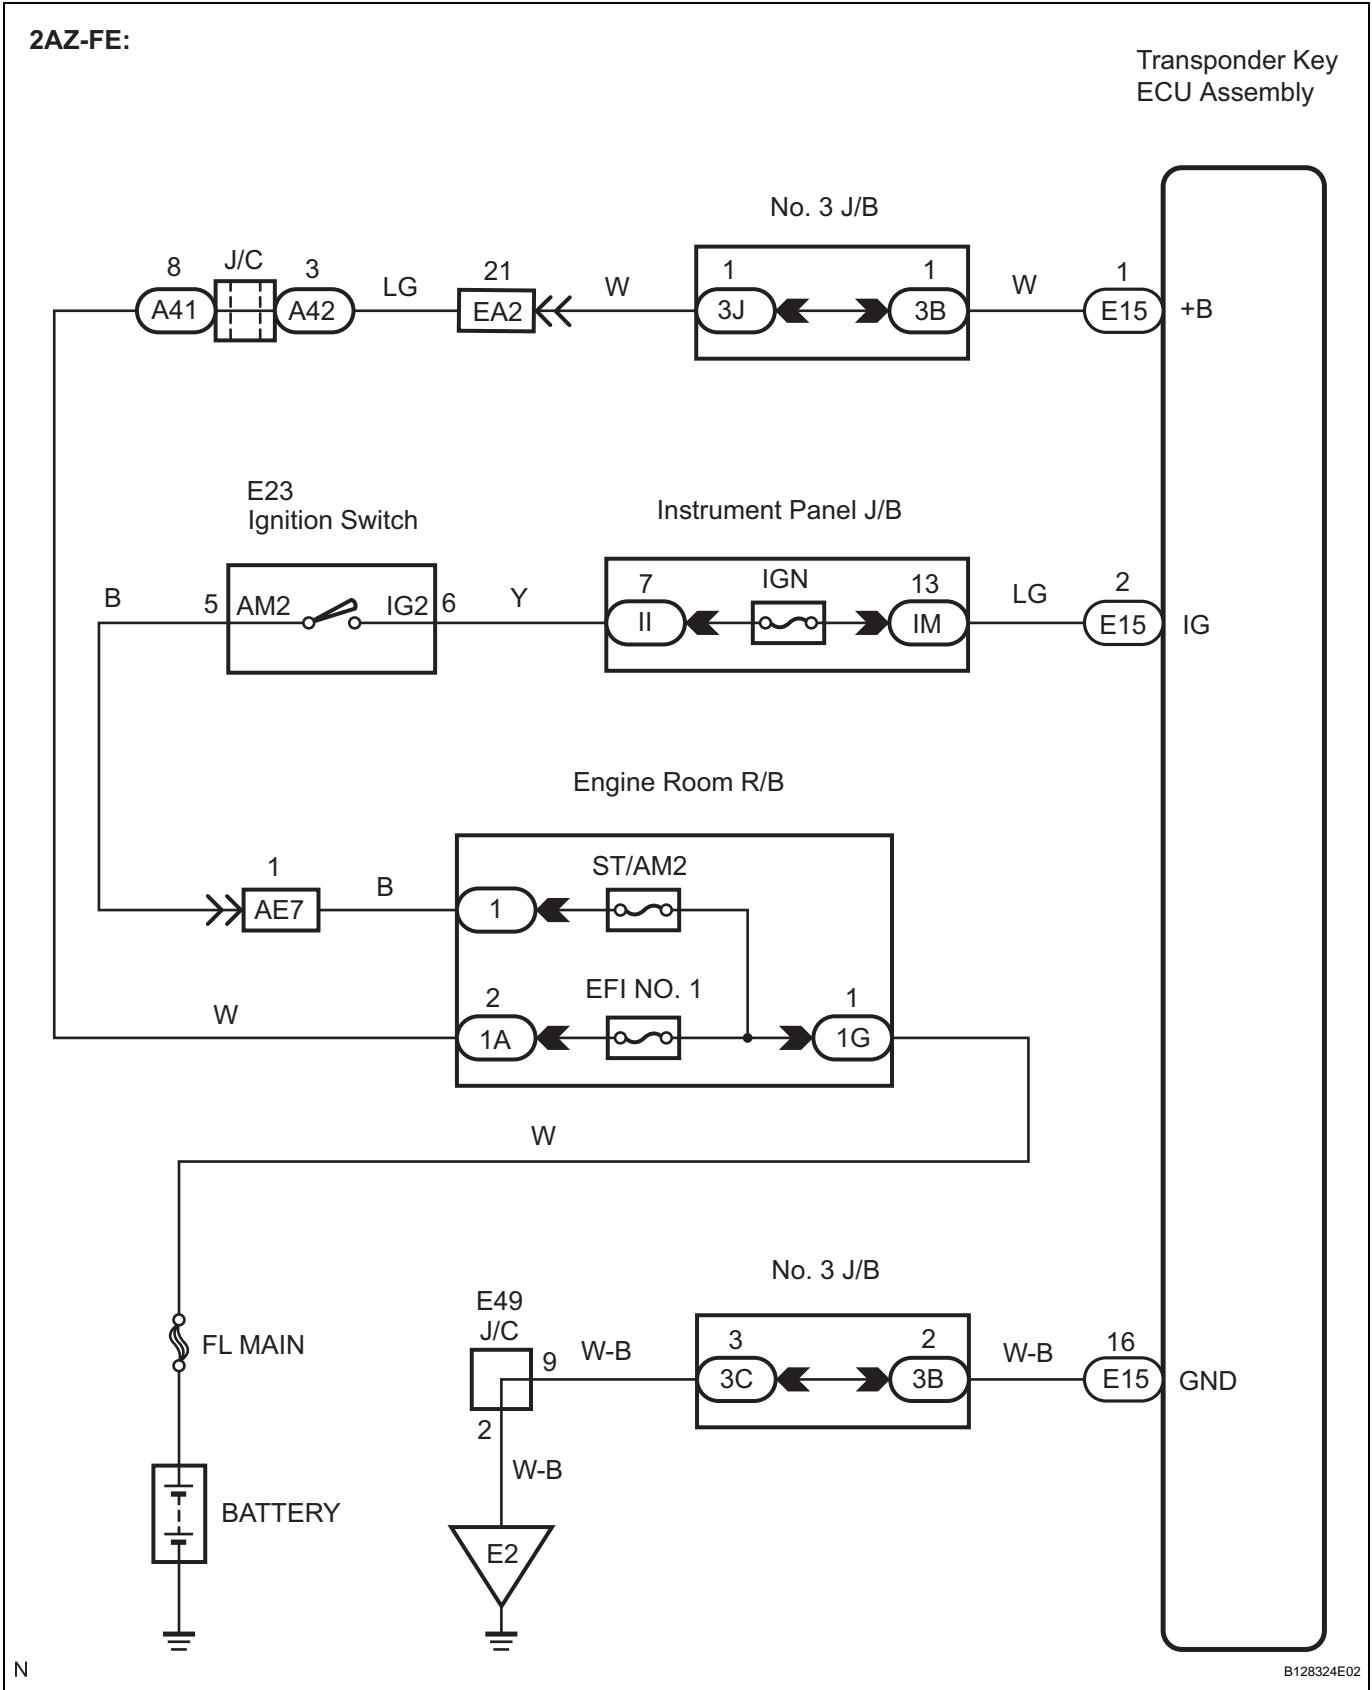 2AZ-FE:
Transponder Key
ECU Assembly
No. 3 J/B
8 J/C 3 LG 21 W 1 1 W 1
A41 A42 EA2 3J 3B E15 +B
E23
Ignition Switch
Instrument Panel J/B
B 5 AM2 IG2 6 Y 7 IGN 13 LG 2
II IM E15 IG
Engine Room R/B
1 B ST/AM2
AE7 1
W 2 EFI NO. 1 1
1A 1G
W
No. 3 J/B
E49
J/C
FL MAIN
9 W-B 3 2 W-B 16
3C 3B E15 GND
2
W-B
BATTERY
E2
N
B128324E02